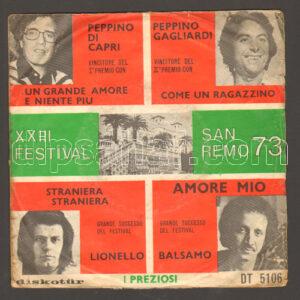 PEPPINO
DI
CAPRI
VINCITORE DEL
1° PREMIO CON
UN GRANDE AMORE
E NIENTE PIU
PEPPINO
GAGLIARDI
VINCITORE DEL
2° PREMIO CON
COME UN RAGAZZINO
XXIII
FESTIVAL
SAN
REMO 73
STRANIERA
STRANIERA
GRANDE SUCCESSO
DEL FESTIVAL
LIONELLO
AMORE MIO
GRANDE SUCCESSO
DEL FESTIVAL
BALSAMO
diskotür
I PREZIOSI
DT 5106